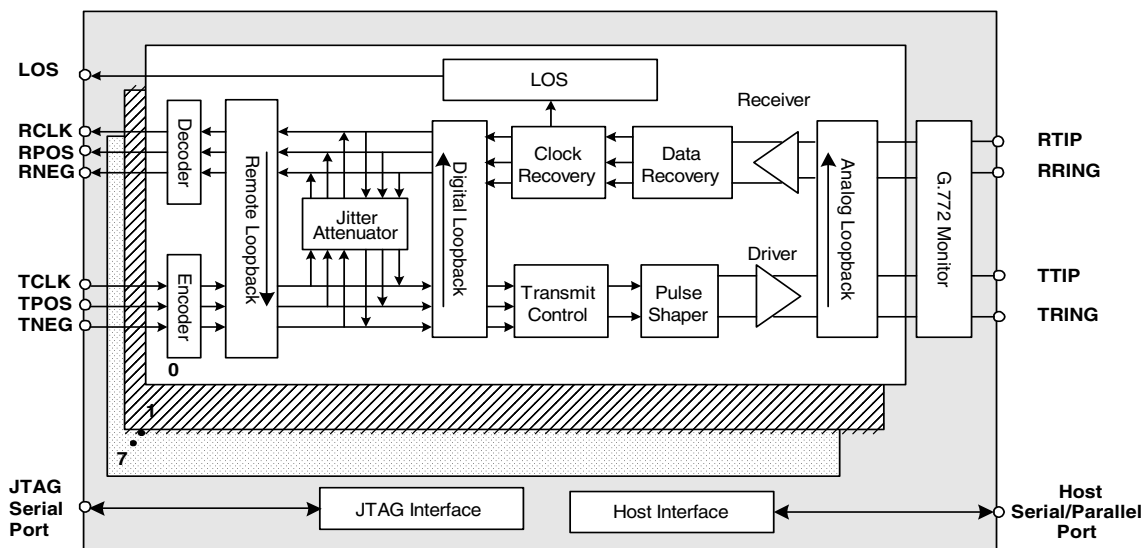 LOS
LOS
Receiver
RCLK
RPOS
RNEG
Decoder
Remote Loopback
Jitter
Attenuator
Digital Loopback
Clock
Recovery
Data
Recovery
Analog Loopback
G.772 Monitor
RTIP
RRING
TCLK
TPOS
TNEG
Encoder
Transmit
Control
Pulse
Shaper
Driver
TTIP
TRING
0
1
7
JTAG
Serial
Port
JTAG Interface
Host Interface
Host
Serial/Parallel
Port